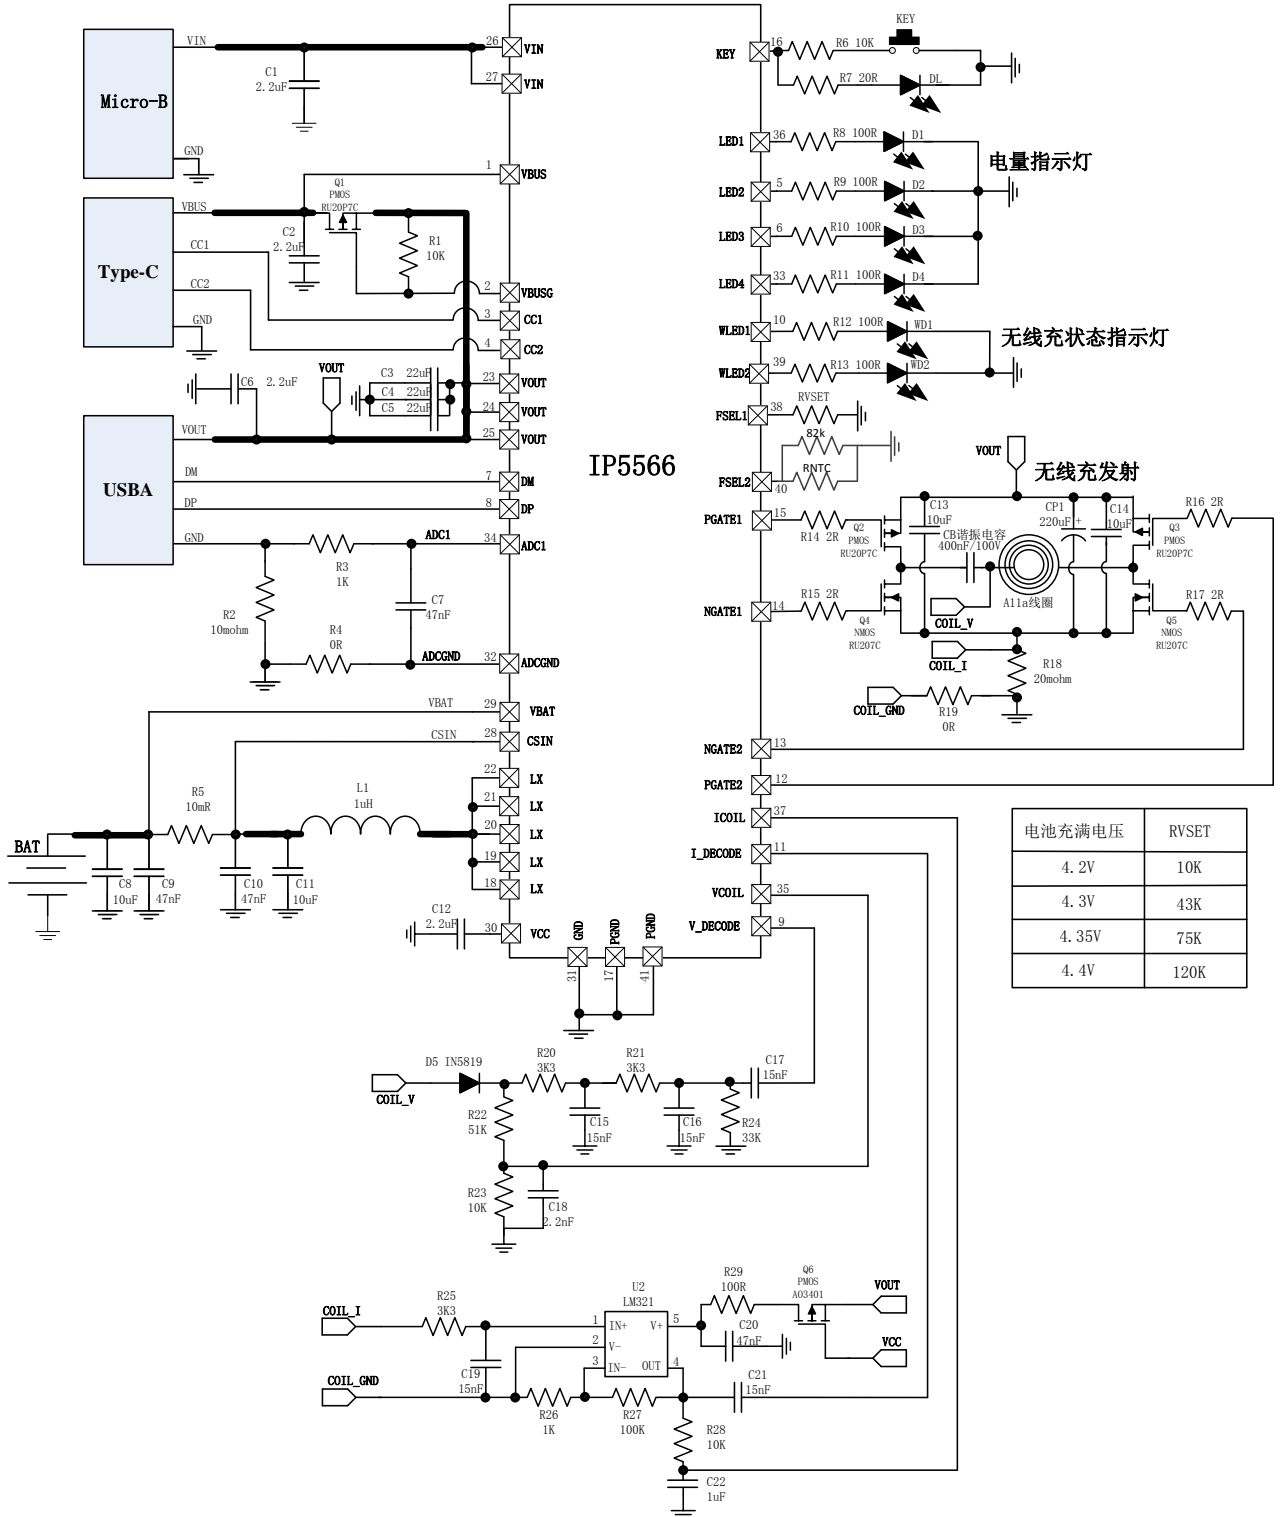 Micro-B
VIN
GND
C1
2.2uF
26
VIN
27
VIN
1
VBUS
Type-C
VBUS
CC1
CC2
GND
Q1
PMOS
RU20P7C
C2
2.2uF
R1
10K
2
VBUSG
3
CC1
4
CC2
C6
2.2uF
VOUT
C3 22uF
C4 22uF
C5 22uF
23
VOUT
24
VOUT
25
VOUT
USBA
VOUT
DM
DP
GND
7
DM
8
DP
34
ADC1
ADC1
R3
1K
R2
10mohm
R4
0R
C7
47nF
ADCGND
32
ADCGND
VBAT
29
VBAT
CSIN
28
CSIN
22
LX
21
LX
20
LX
19
LX
18
LX
L1
1uH
R5
10mR
BAT
C8
10uF
C9
47nF
C10
47nF
C11
10uF
C12
2.2uF
30
VCC
IP5566
GND
31
PGND
17
PGND
41
KEY
16
R6 10K
KEY
R7 20R
DL
LED1
36
R8 100R
D1
电量指示灯
LED2
5
R9 100R
D2
LED3
6
R10 100R
D3
LED4
33
R11 100R
D4
WLED1
10
R12 100R
WD1
无线充状态指示灯
WLED2
39
R13 100R
WD2
FSEL1
38
RVSET
82k
RNTC
FSEL2
40
VOUT
无线充发射
PGATE1
15
R14 2R
Q2
PMOS
RU20P7C
C13
10uF
CB谐振电容
400nF/100V
CP1
220uF
+
C14
10uF
Q3
PMOS
RU20P7C
R16 2R
NGATE1
14
R15 2R
Q4
NMOS
RU207C
COIL_V
A11a线圈
Q5
NMOS
RU207C
R17 2R
COIL_I
R18
20mohm
COIL_GND
R19
0R
NGATE2
13
PGATE2
12
ICOIL
37
I_DECODE
11
VCOIL
35
V_DECODE
9
电池充满电压 RVSET
4.2V 10K
4.3V 43K
4.35V 75K
4.4V 120K
COIL_V
D5 IN5819
R20
3K3
R21
3K3
C17
15nF
R22
51K
C15
15nF
C16
15nF
R24
33K
R23
10K
C18
2.2nF
COIL_I
R25
3K3
U2
LM321
1
IN+
2
V-
3
IN-
V+
5
OUT
4
R29
100R
Q6
PMOS
AO3401
VOUT
VCC
C20
47nF
C19
15nF
COIL_GND
R26
1K
R27
100K
C21
15nF
R28
10K
C22
1uF